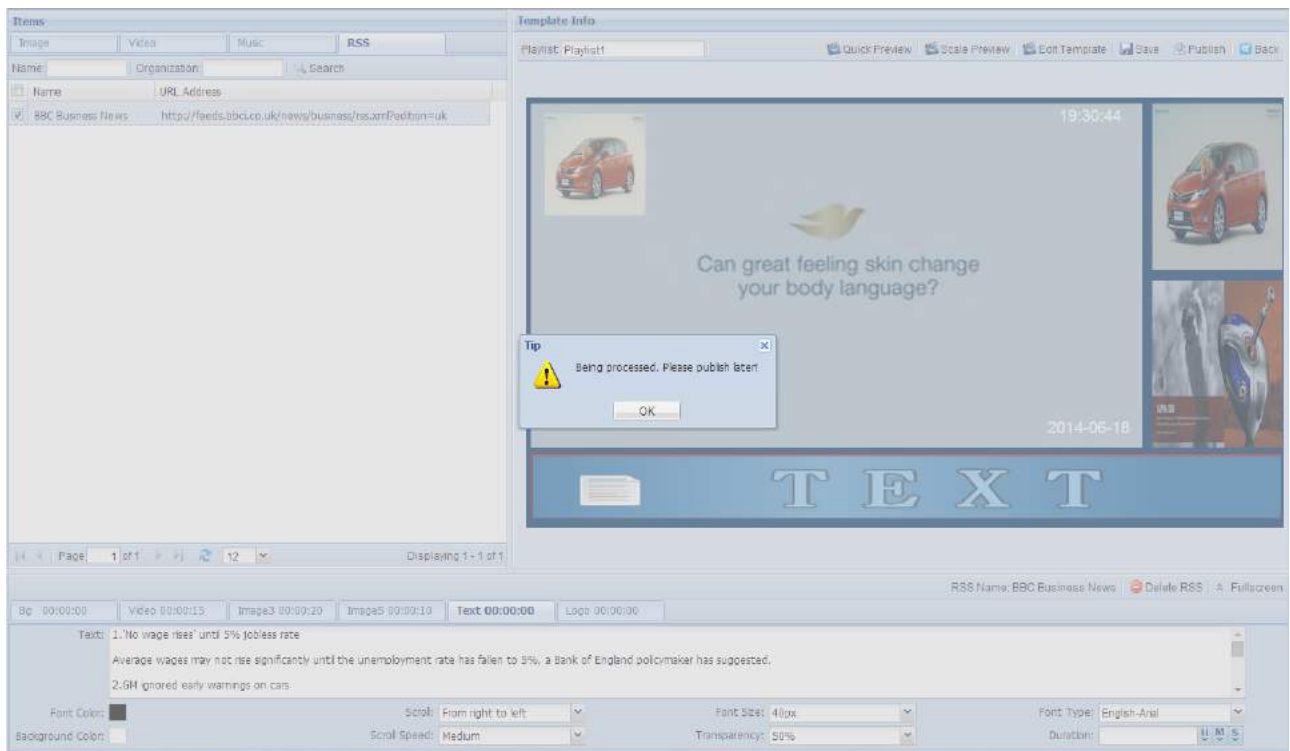 Items
Image Video Music RSS
Name: Organization: Search
Name URL Address
BBC Business News http://feeds.bbci.co.uk/news/business/rss.xml?edition=uk
Page 1 of 1 12 Displaying 1 - 1 of 1
Template Info
Playlist: Playlist1 Quick Preview Scale Preview Edit Template Save Publish Back
19:30:44
Can great feeling skin change
your body language?
Tip
Being processed. Please publish later!
OK
2014-06-18
TEXT
RSS Name: BBC Business News Delete RSS Fullscreen
Bg 00:00:00 Video 00:00:15 Image3 00:00:20 Image5 00:00:10 Text 00:00:00 Logo 00:00:00
Text: 1.'No wage rises' until 5% jobless rate
Average wages may not rise significantly until the unemployment rate has fallen to 5%, a Bank of England policymaker has suggested.
2.GM ignored early warnings on cars
Font Color: Scroll: From right to left Font Size: 40px Font Type: English-Arial
Background Color: Scroll Speed: Medium Transparency: 50% Duration: H M S